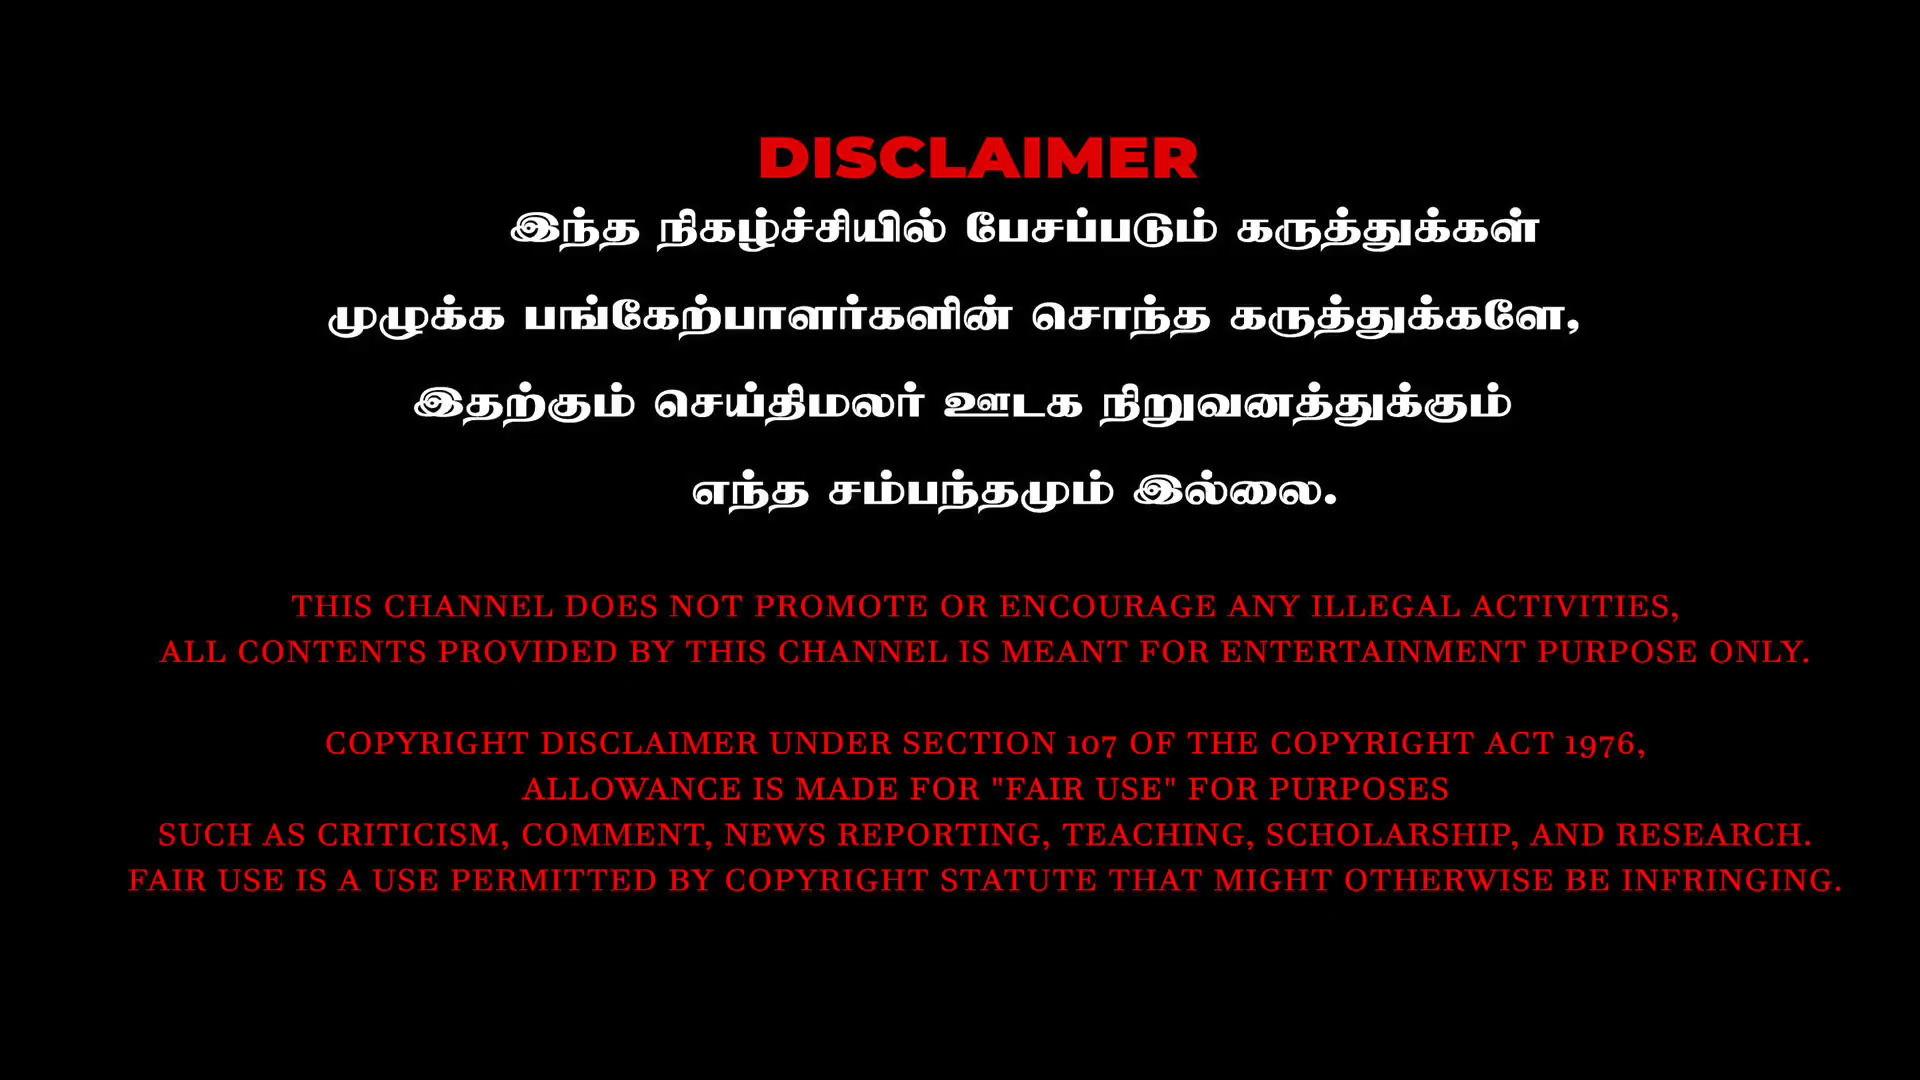 DISCLAIMER
இந்த நிகழ்ச்சியில் பேசப்படும் கருத்துக்கள்
முழுக்க பங்கேற்பாளர்களின் சொந்த கருத்துக்களே,
இதற்கும் செய்திமலர் ஊடக நிறுவனத்துக்கும்
எந்த சம்பந்தமும் இல்லை.
THIS CHANNEL DOES NOT PROMOTE OR ENCOURAGE ANY ILLEGAL ACTIVITIES,
ALL CONTENTS PROVIDED BY THIS CHANNEL IS MEANT FOR ENTERTAINMENT PURPOSE ONLY.
COPYRIGHT DISCLAIMER UNDER SECTION 107 OF THE COPYRIGHT ACT 1976,
ALLOWANCE IS MADE FOR "FAIR USE" FOR PURPOSES
SUCH AS CRITICISM, COMMENT, NEWS REPORTING, TEACHING, SCHOLARSHIP, AND RESEARCH.
FAIR USE IS A USE PERMITTED BY COPYRIGHT STATUTE THAT MIGHT OTHERWISE BE INFRINGING.